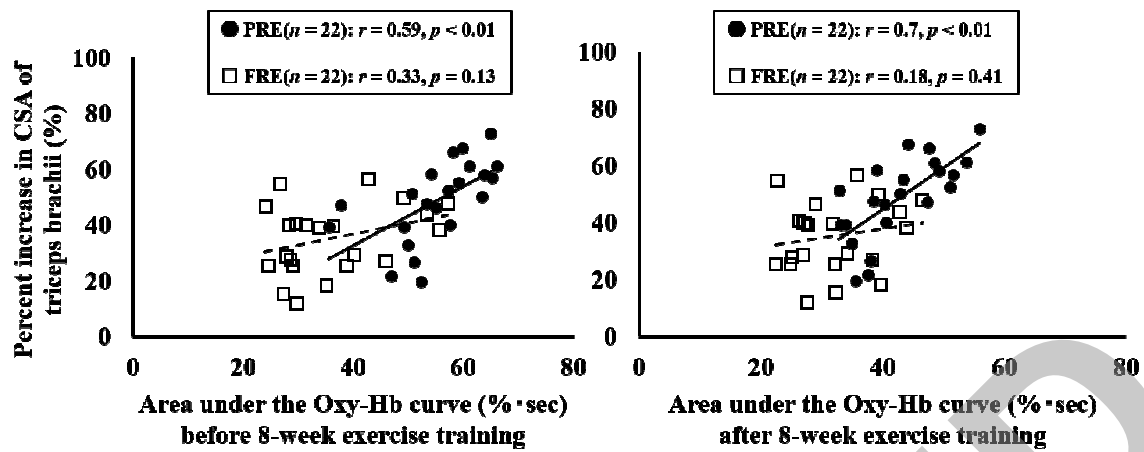 PRE(n = 22): r = 0.59, p < 0.01
FRE(n = 22): r = 0.33, p = 0.13
Percent increase in CSA of
triceps brachii (%)
100
80
60
40
20
0
0 20 40 60 80
Area under the Oxy-Hb curve (%・sec)
before 8-week exercise training
PRE(n = 22): r = 0.7, p < 0.01
FRE(n = 22): r = 0.18, p = 0.41
100
80
60
40
20
0
0 20 40 60 80
Area under the Oxy-Hb curve (%・sec)
after 8-week exercise training